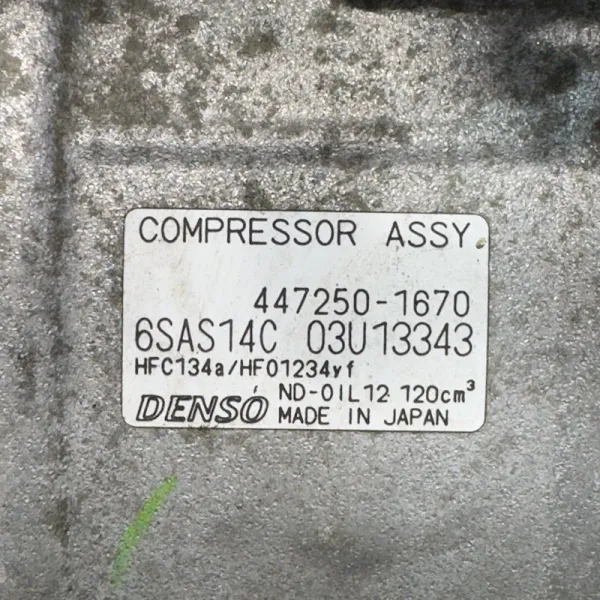 COMPRESSOR ASSY
447250-1670
6SAS14C 03U13343
HFC134a/HFO1234yf
ND-OIL12 120cm³
DENSO MADE IN JAPAN